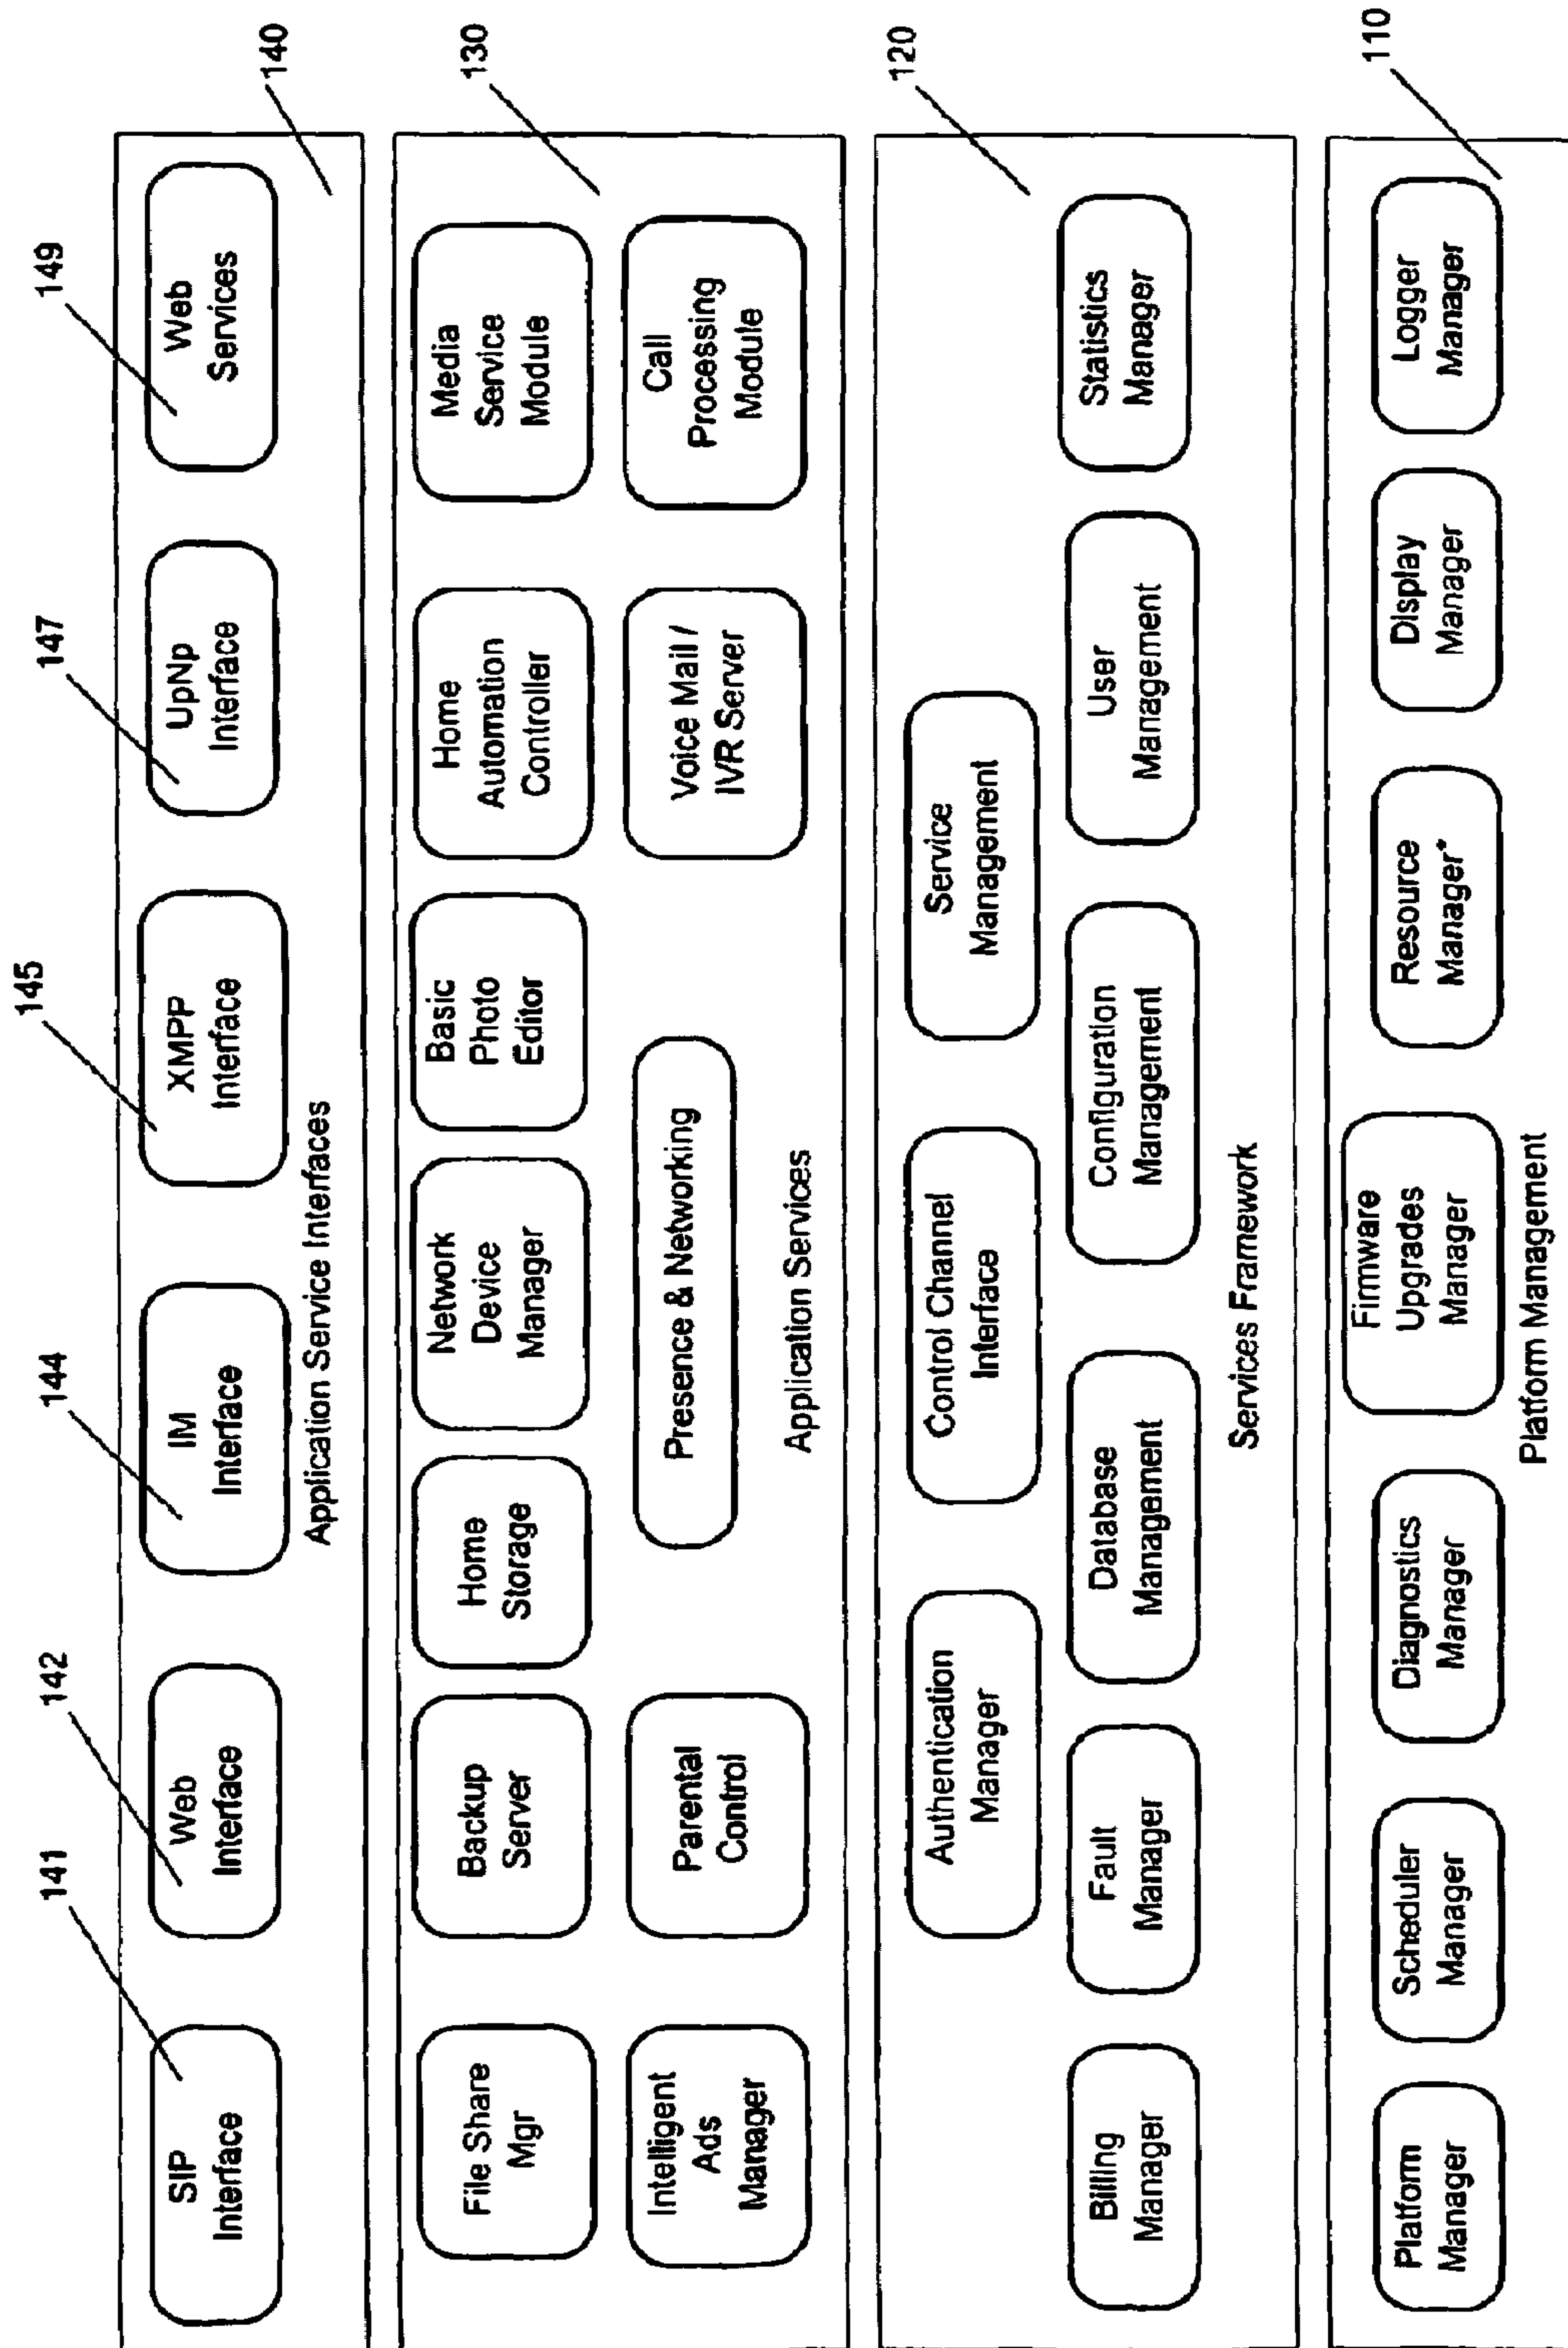 141
142
144
145
147
149
SIP
Interface
Web
Interface
IM
Interface
XMPP
Interface
UpNp
Interface
Web
Services
Application Service Interfaces
140
File Share
Mgr
Backup
Server
Home
Storage
Network
Device
Manager
Basic
Photo
Editor
Home
Automation
Controller
Media
Service
Module
130
Intelligent
Ads
Manager
Parental
Control
Presence & Networking
Voice Mail /
IVR Server
Call
Processing
Module
Application Services
Authentication
Manager
Control Channel
Interface
Service
Management
120
Billing
Manager
Fault
Manager
Database
Management
Configuration
Management
User
Management
Statistics
Manager
Services Framework
Platform
Manager
Scheduler
Manager
Diagnostics
Manager
Firmware
Upgrades
Manager
Resource
Manager*
Display
Manager
Logger
Manager
110
Platform Management